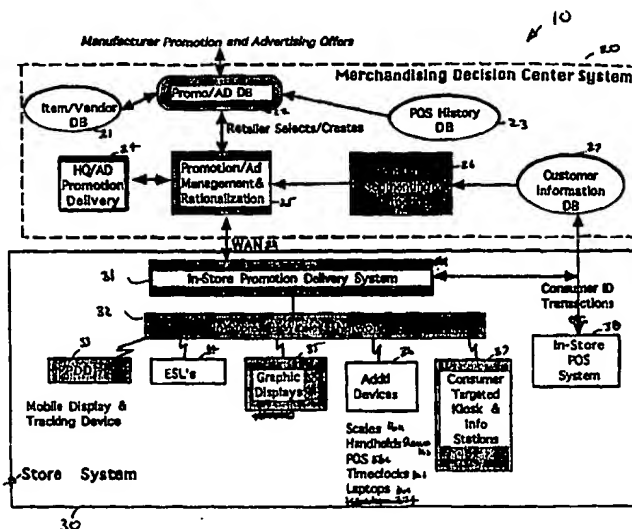 10
Manufacturer Promotion and Advertising Offers
20
Merchandising Decision Center System
Promo/AD DB
22
Item/Vendor
DB
21
Retailer Selects/Creates
POS History
DB
23
24
HQ/AD
Promotion
Delivery
Promotion/Ad
Management &
Rationalization
25
26
27
Customer
Information
DB
WAN
31
In-Store Promotion Delivery System
Consumer ID
Transactions
32
38
In-Store
POS
System
33
Mobile Display &
Tracking Device
ESL's
Graphic
Displays
35
Add'l
Devices
36
37
Consumer
Targeted
Kiosk &
Info
Stations
Scales
Handhelds
POS
Timeclocks
Laptops
Store System
30